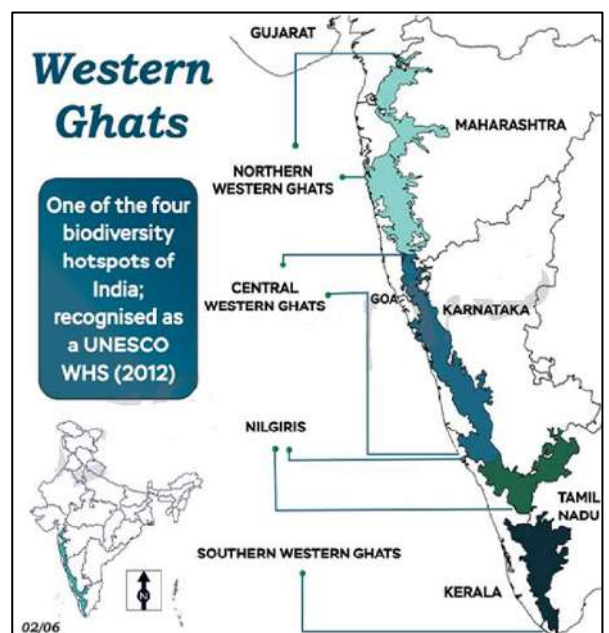 GUJARAT
Western
Ghats
MAHARASHTRA
NORTHERN
WESTERN GHATS
One of the four
biodiversity
hotspots of
India;
recognised as
a UNESCO
WHS (2012)
CENTRAL
WESTERN GHATS
GOA
KARNATAKA
NILGIRIS
TAMIL
NADU
SOUTHERN WESTERN GHATS
KERALA
N
02/06